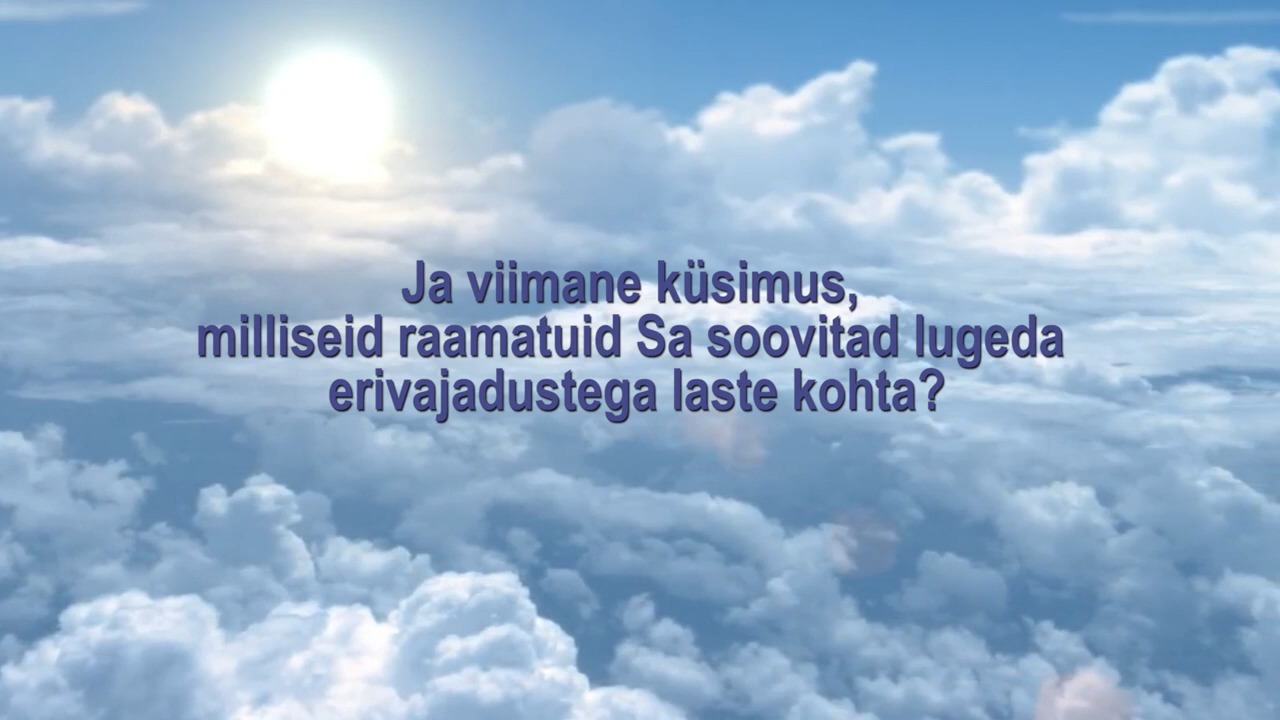 Ja viimane küsimus,
milliseid raamatuid Sa soovitad lugeda
erivajadustega laste kohta?